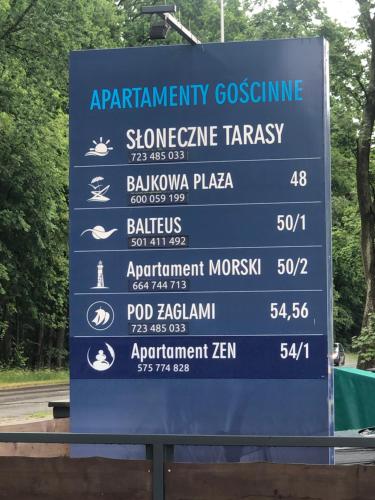 APARTAMENTY GOŚCINNE
SŁONECZNE TARASY
723 485 033
BAJKOWA PLAŻA 48
600 059 199
BALTEUS 50/1
501 411 492
Apartament MORSKI 50/2
664 744 713
POD ŻAGLAMI 54,56
723 485 033
Apartament ZEN 54/1
575 774 828